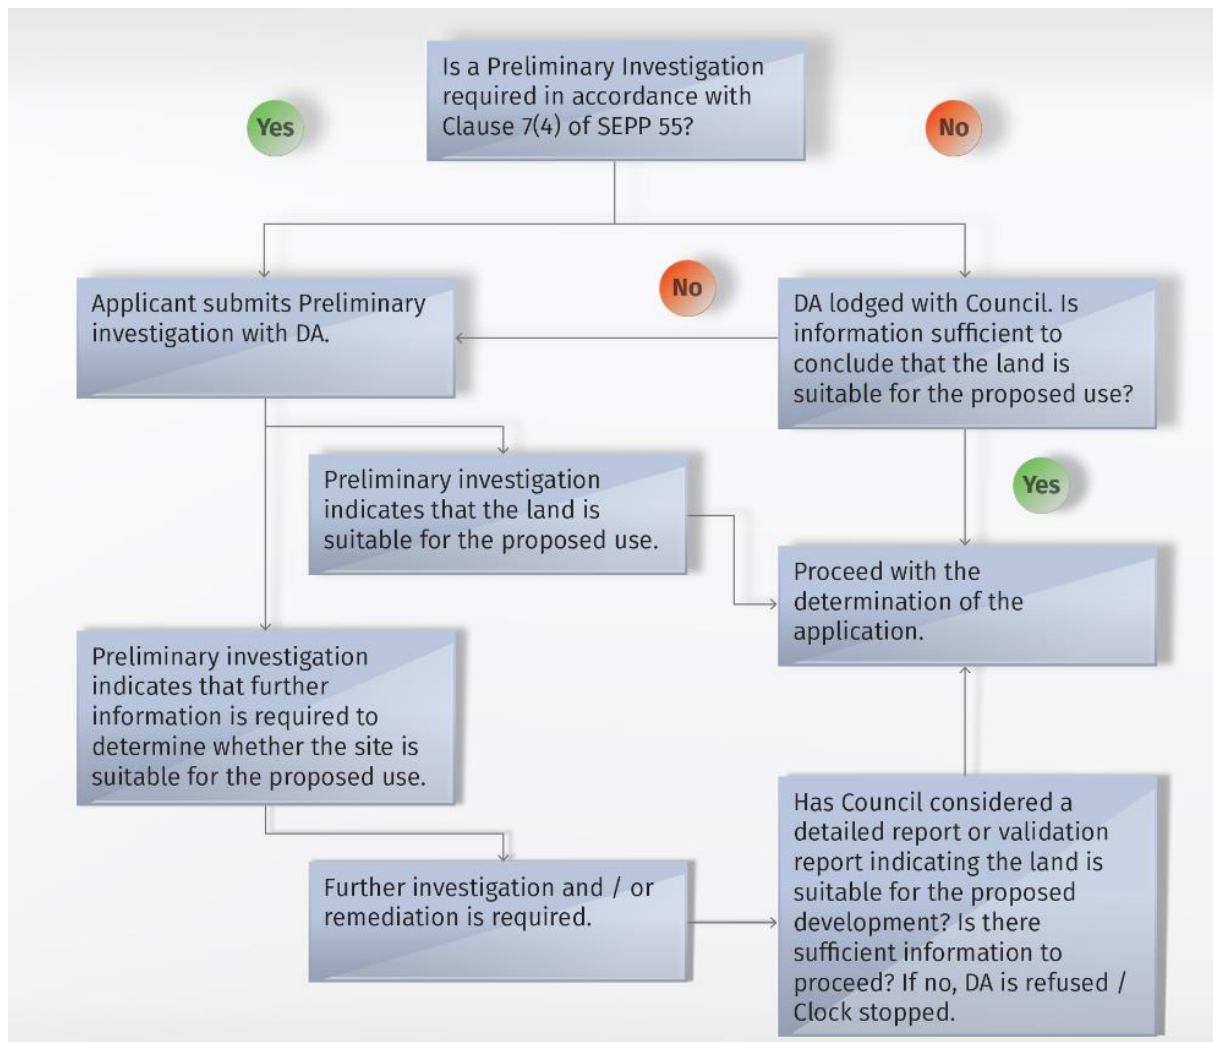 Is a Preliminary Investigation
required in accordance with
Clause 7(4) of SEPP 55?
Yes
No
Applicant submits Preliminary
investigation with DA.
No
DA lodged with Council. Is
information sufficient to
conclude that the land is
suitable for the proposed use?
Preliminary investigation
indicates that the land is
suitable for the proposed use.
Yes
Proceed with the
determination of the
application.
Preliminary investigation
indicates that further
information is required to
determine whether the site is
suitable for the proposed use.
Further investigation and / or
remediation is required.
Has Council considered a
detailed report or validation
report indicating the land is
suitable for the proposed
development? Is there
sufficient information to
proceed? If no, DA is refused /
Clock stopped.